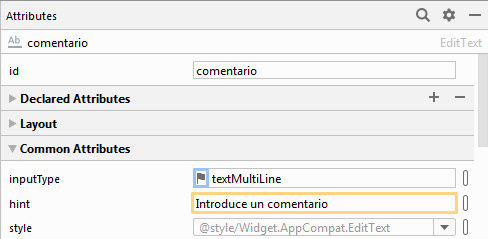 Attributes
Ab comentario EditText
id comentario
Declared Attributes
Layout
Common Attributes
inputType textMultiLine
hint Introduce un comentario
style @style/Widget.AppCompat.EditText